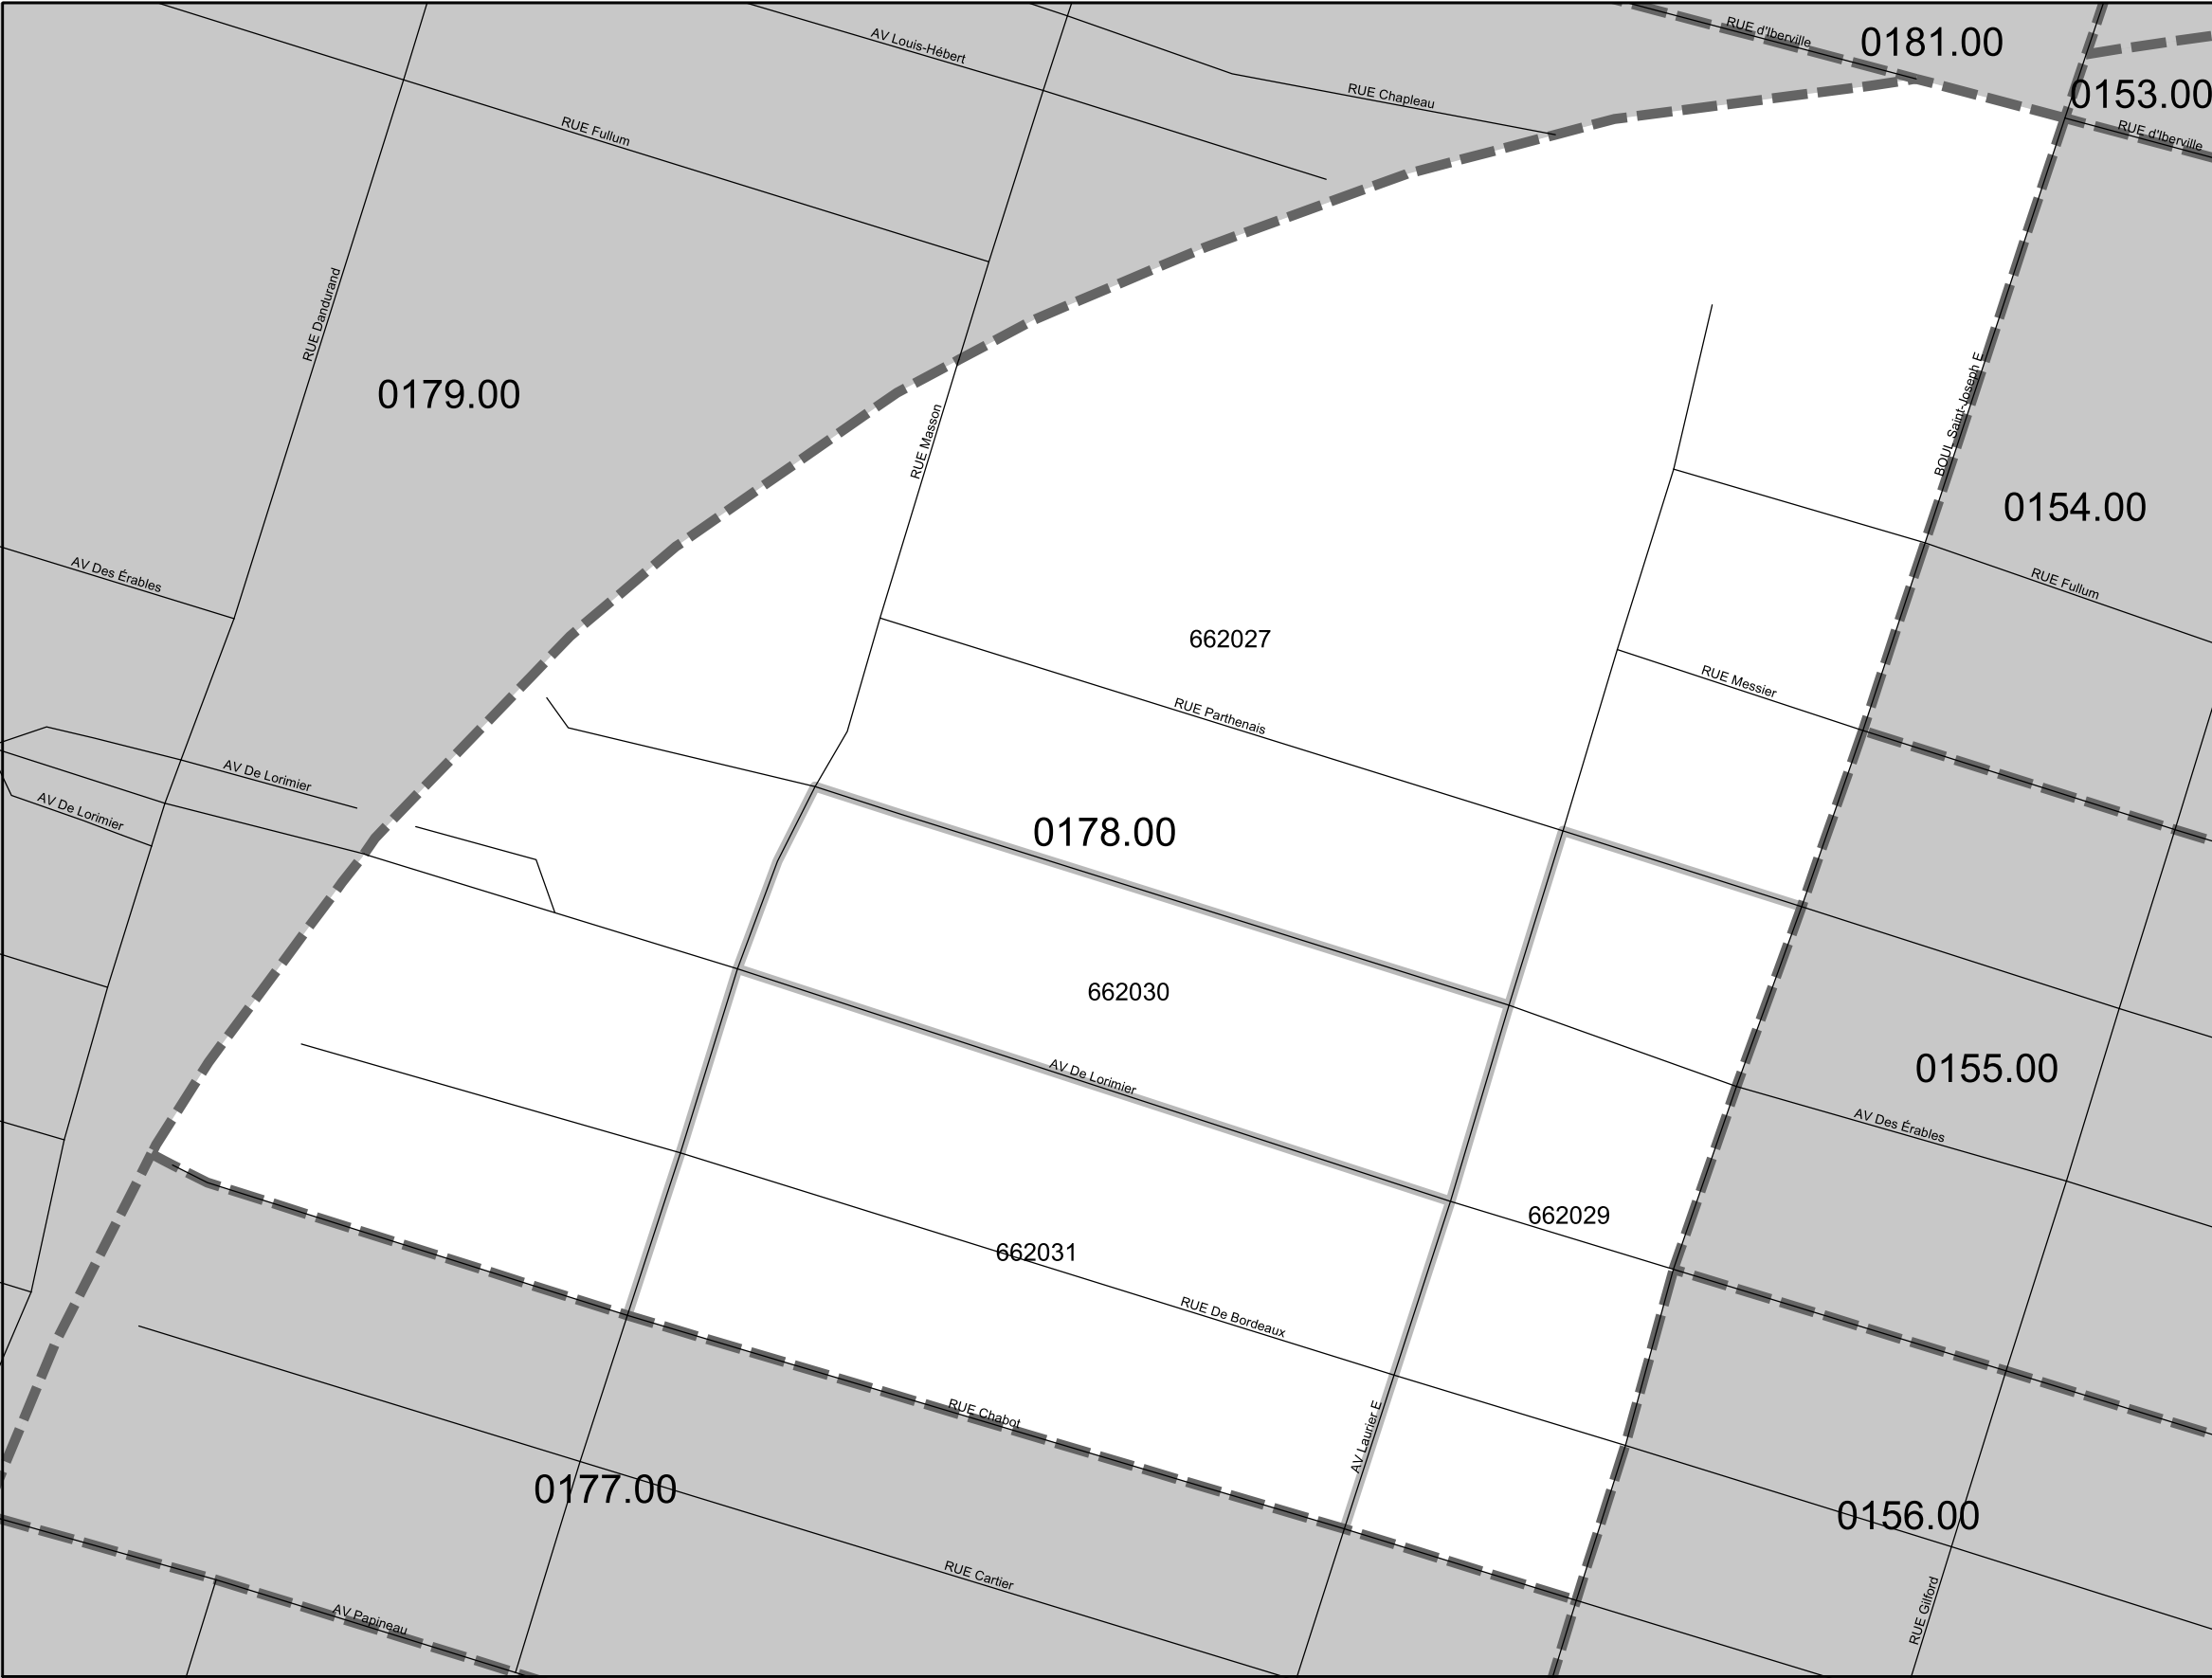 RUE d'Iberville
0181.00
AV Louis-Hébert
RUE Chapleau
0153.00
RUE Fullum
RUE d'Iberville
RUE Dandurand
0179.00
RUE Masson
BOUL Saint-Joseph E
0154.00
AV Des Érables
RUE Fullum
662027
RUE Messier
RUE Parthenais
AV De Lorimier
AV De Lorimier
0178.00
662030
AV De Lorimier
0155.00
AV Des Érables
662029
662031
RUE De Bordeaux
RUE Chabot
AV Laurier E
0177.00
0156.00
RUE Cartier
AV Papineau
RUE Gilford